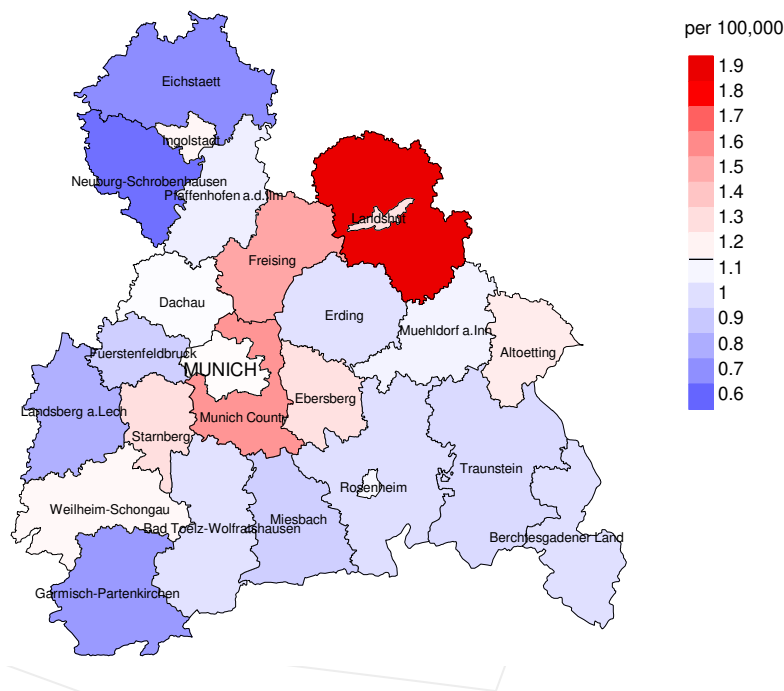 per 100,000
1.9
1.8
1.7
1.6
1.5
1.4
1.3
1.2
1.1
1
0.9
0.8
0.7
0.6
Eichstaett
Ingolstadt
Neuburg-Schrobenhausen
Pfaffenhofen a.d.Ilm
Landshut
Freising
Dachau
Erding
Muehldorf a.Inn
Altoetting
Fuerstenfeldbruck
MUNICH
Ebersberg
Landsberg a.Lech
Munich County
Starnberg
Traunstein
Rosenheim
Weilheim-Schongau
Miesbach
Bad Toelz-Wolfratshausen
Berchtesgadener Land
Garmisch-Partenkirchen